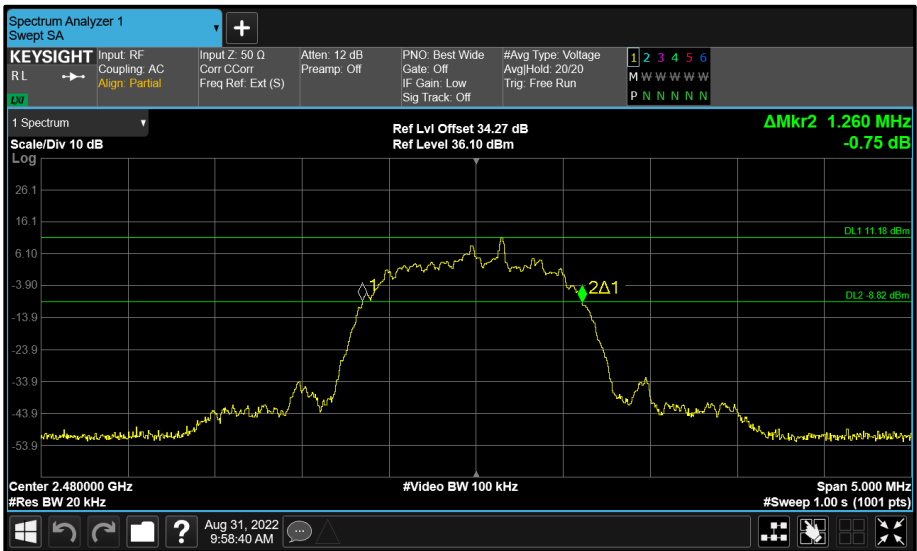 Spectrum Analyzer 1
Swept SA
+
KEYSIGHT
R L
LXI
Input: RF
Coupling: AC
Align: Partial
Input Z: 50 Ω
Corr CCorr
Freq Ref: Ext (S)
Atten: 12 dB
Preamp: Off
PNO: Best Wide
Gate: Off
IF Gain: Low
Sig Track: Off
#Avg Type: Voltage
Avg|Hold: 20/20
Trig: Free Run
1 2 3 4 5 6
M W W W W W
P N N N N N
1 Spectrum
Scale/Div 10 dB
Ref Lvl Offset 34.27 dB
Ref Level 36.10 dBm
ΔMkr2 1.260 MHz
-0.75 dB
Log
26.1
16.1
DL1 11.18 dBm
6.10
-3.90
1
2Δ1
DL2 -8.82 dBm
-13.9
-23.9
-33.9
-43.9
-53.9
Center 2.480000 GHz
#Video BW 100 kHz
Span 5.000 MHz
#Res BW 20 kHz
#Sweep 1.00 s (1001 pts)
?
Aug 31, 2022
9:58:40 AM